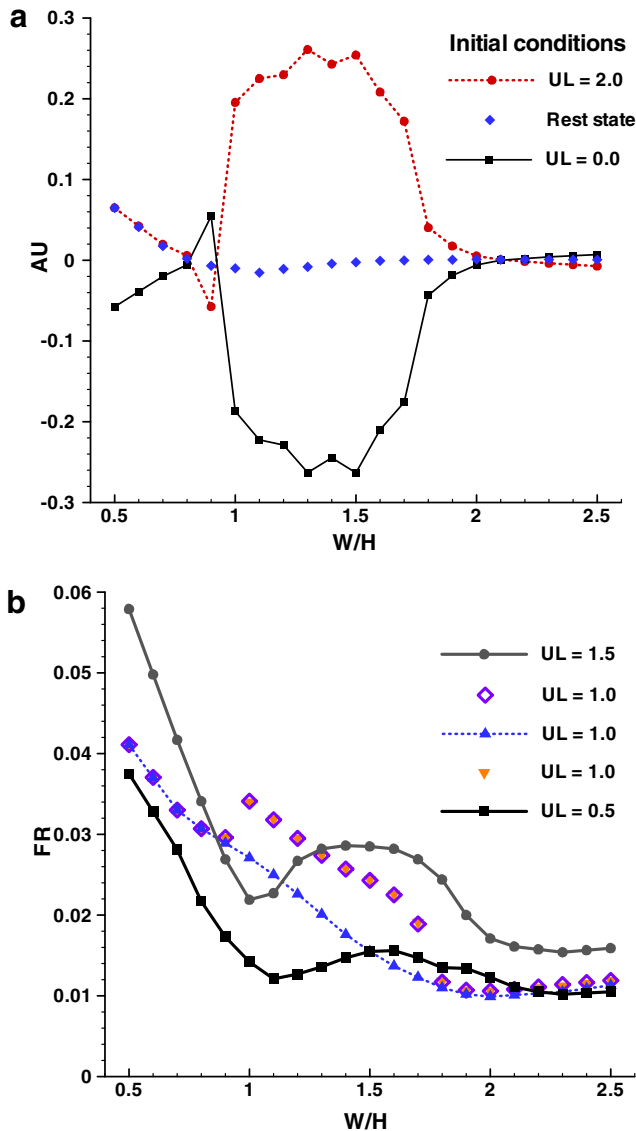 a
0.3
0.2
0.1
0
-0.1
-0.2
-0.3
AU
0.5
1
1.5
2
2.5
W/H
Initial conditions
UL = 2.0
Rest state
UL = 0.0
b
0.06
0.05
0.04
0.03
0.02
0.01
0
FR
0.5
1
1.5
2
2.5
W/H
UL = 1.5
UL = 1.0
UL = 1.0
UL = 1.0
UL = 0.5